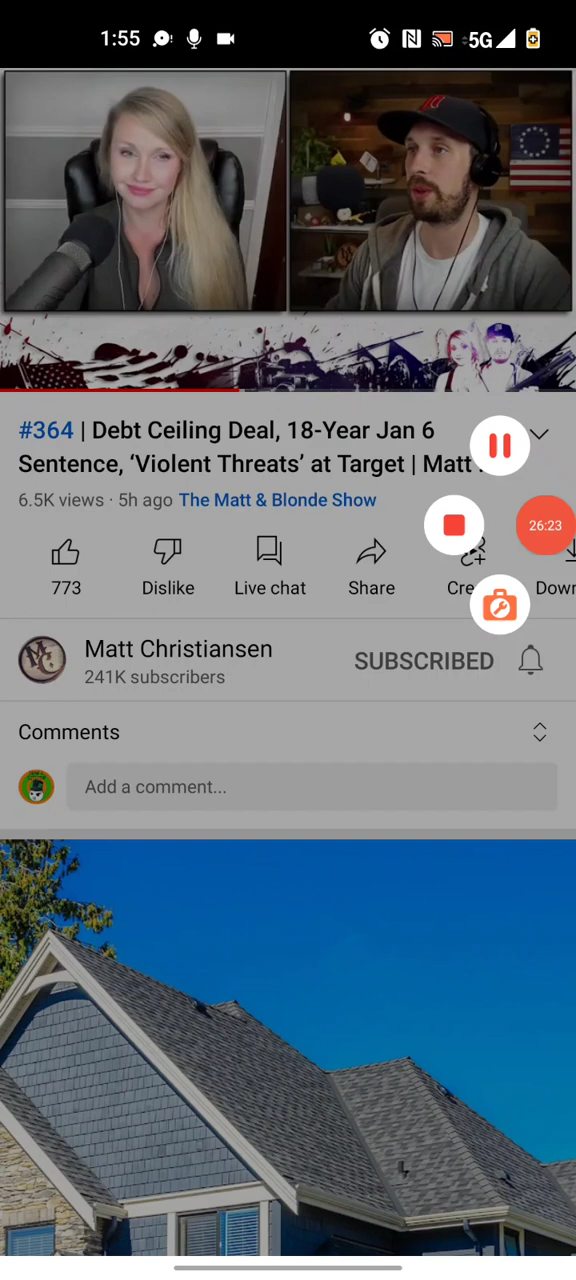 1:55
5G
#364 | Debt Ceiling Deal, 18-Year Jan 6
Sentence, ‘Violent Threats’ at Target | Matt
6.5K views · 5h ago The Matt & Blonde Show
26:23
773 Dislike Live chat Share Cre Down
Matt Christiansen
241K subscribers
SUBSCRIBED
Comments
Add a comment...